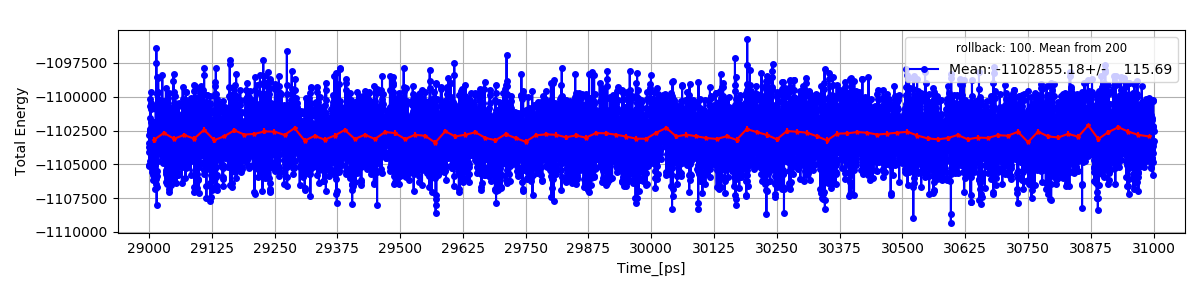 rollback: 100. Mean from 200
Mean: -1102855.18+/- 115.69
Total Energy
−1097500
−1100000
−1102500
−1105000
−1107500
−1110000
29000 29125 29250 29375 29500 29625 29750 29875 30000 30125 30250 30375 30500 30625 30750 30875 31000
Time_[ps]